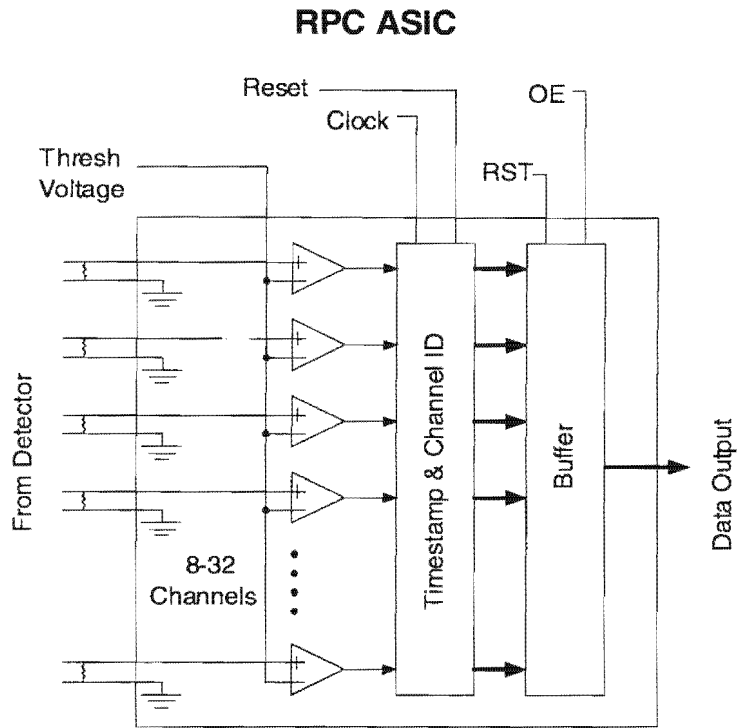 RPC ASIC
Reset
OE
Clock
Thresh
Voltage
RST
From Detector
+
−
+
−
+
−
+
−
8-32
Channels
+
−
Timestamp & Channel ID
Buffer
Data Output